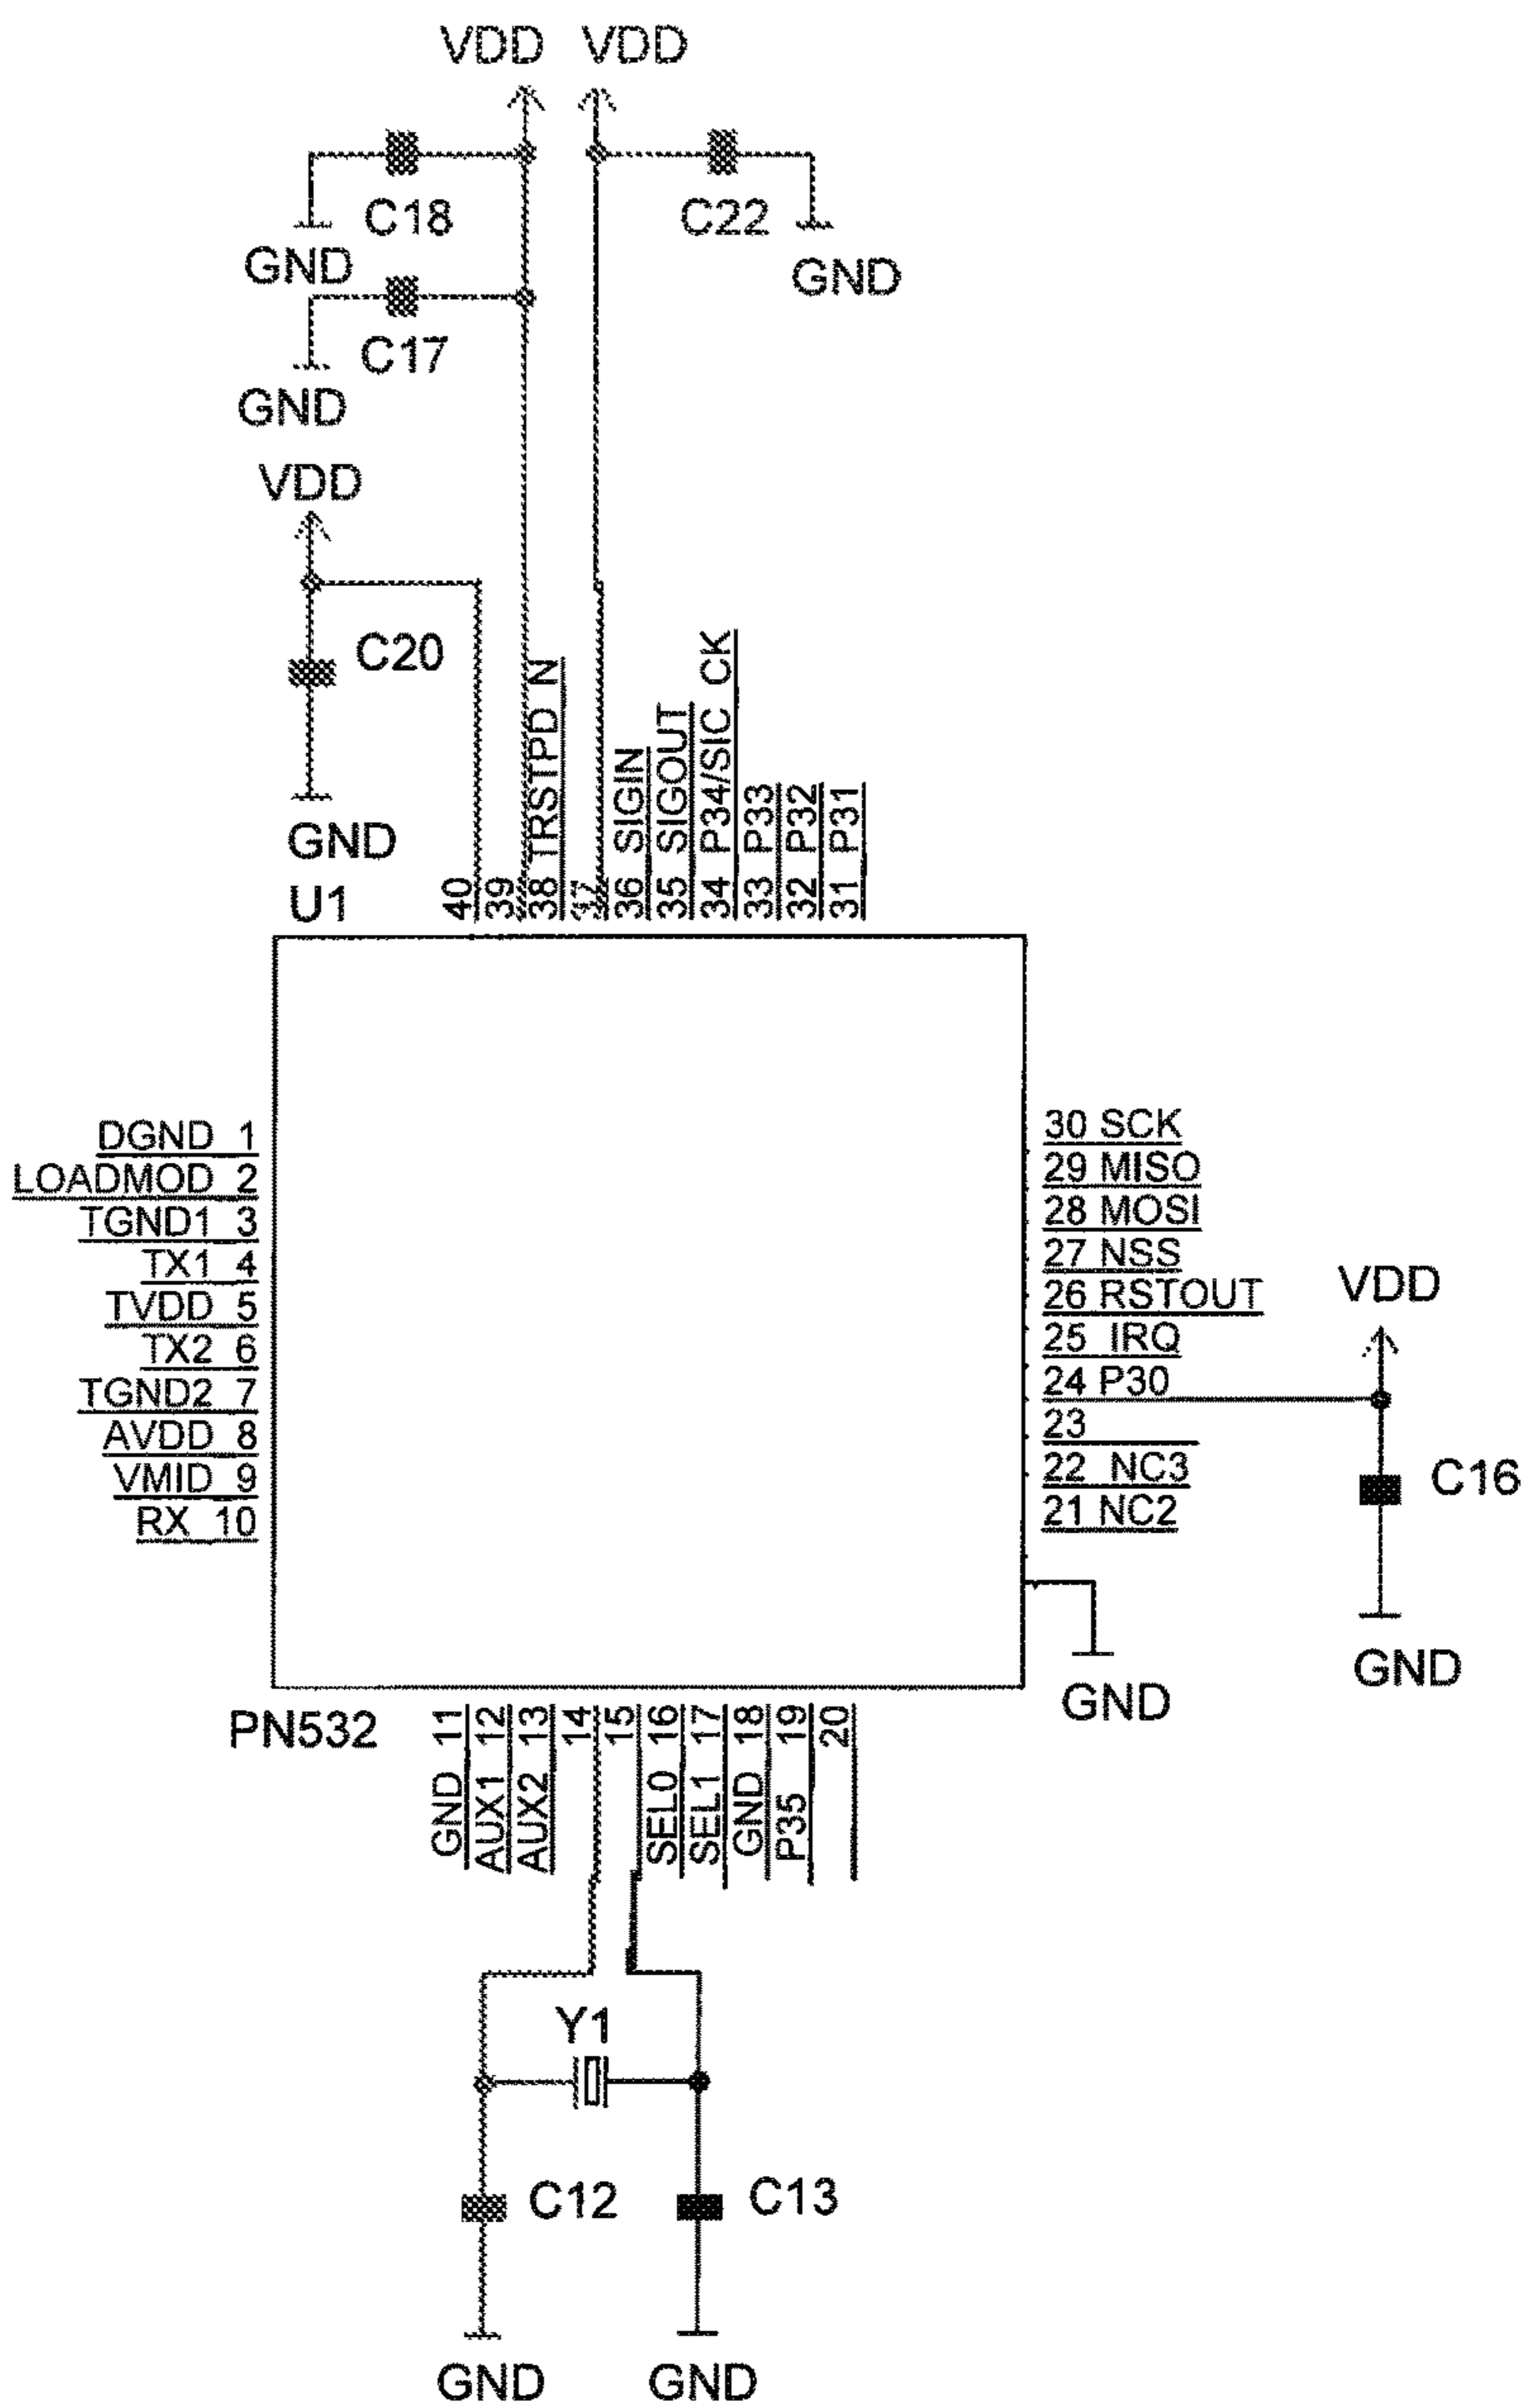 VDD VDD
C18 C22
GND GND
C17
GND
VDD
C20
GND
U1
40
39
38 TRSTPD_N
37
36 SIGIN
35 SIGOUT
34 P34/SIC_CK
33 P33
32 P32
31 P31
DGND 1
LOADMOD 2
TGND1 3
TX1 4
TVDD 5
TX2 6
TGND2 7
AVDD 8
VMID 9
RX 10
30 SCK
29 MISO
28 MOSI
27 NSS
26 RSTOUT
25 IRQ
24 P30
23
22 NC3
21 NC2
VDD
C16
GND
GND
PN532
GND 11
AUX1 12
AUX2 13
14
15
SEL0 16
SEL1 17
GND 18
P35 19
20
Y1
C12 C13
GND GND